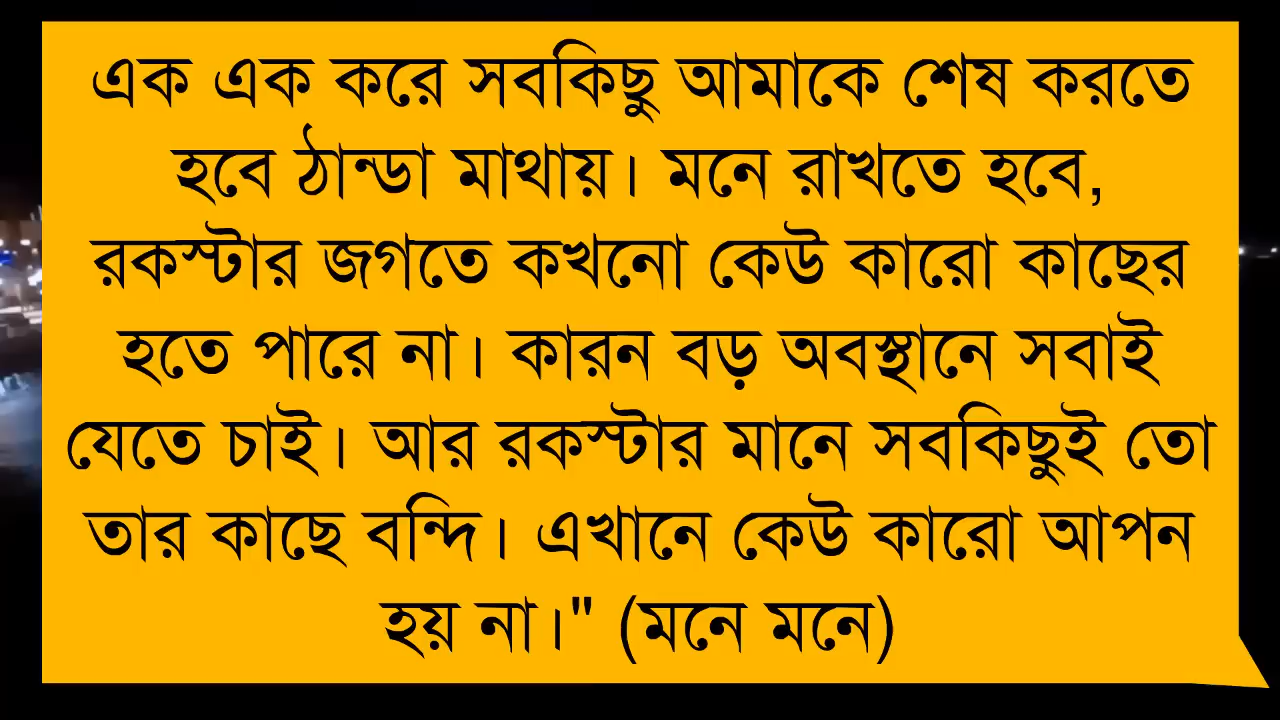 এক এক করে সবকিছু আমাকে শেষ করতে
হবে ঠান্ডা মাথায়। মনে রাখতে হবে,
রকস্টার জগতে কখনো কেউ কারো কাছের
হতে পারে না। কারন বড় অবস্থানে সবাই
যেতে চাই। আর রকস্টার মানে সবকিছুই তো
তার কাছে বন্দি। এখানে কেউ কারো আপন
হয় না।" (মনে মনে)